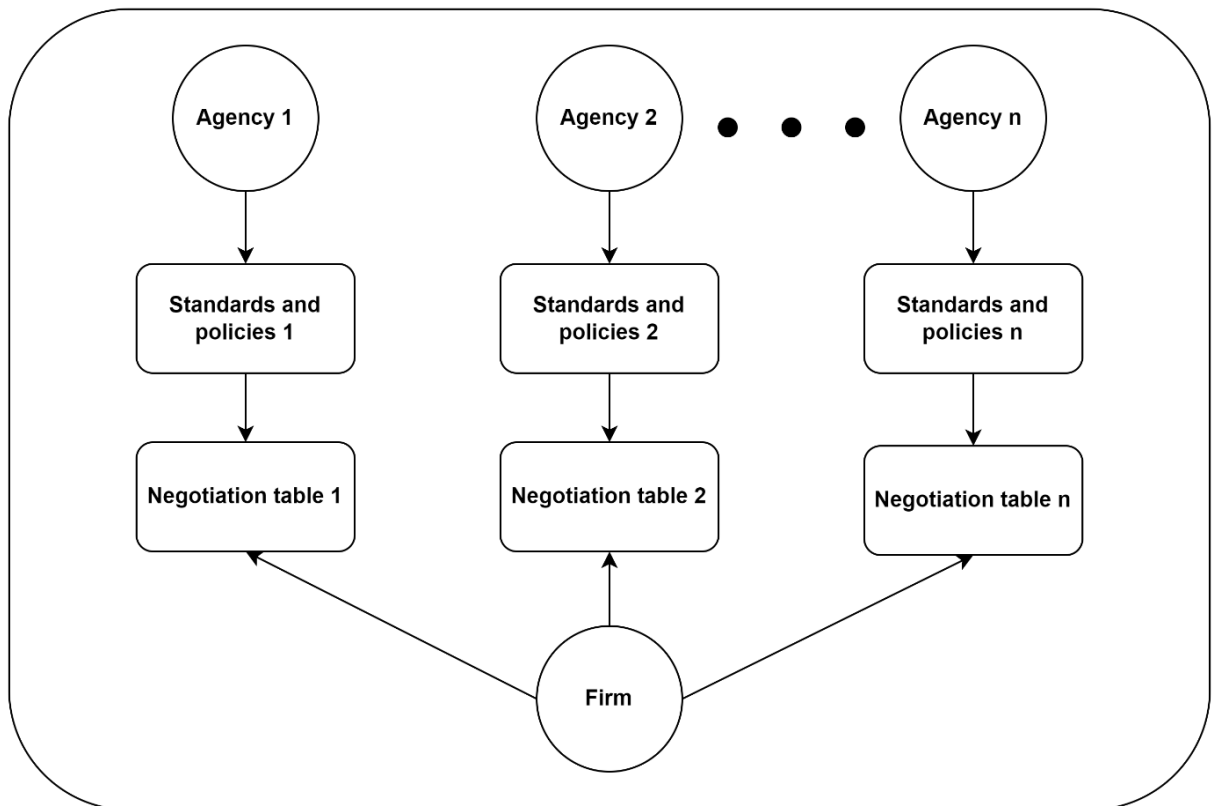 Agency 1
Agency 2
Agency n
Standards and
policies 1
Standards and
policies 2
Standards and
policies n
Negotiation table 1
Negotiation table 2
Negotiation table n
Firm